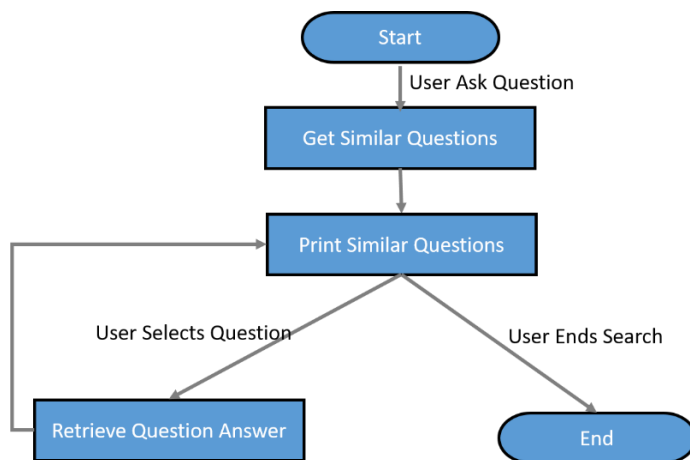 Start
User Ask Question
Get Similar Questions
Print Similar Questions
User Selects Question
User Ends Search
Retrieve Question Answer
End